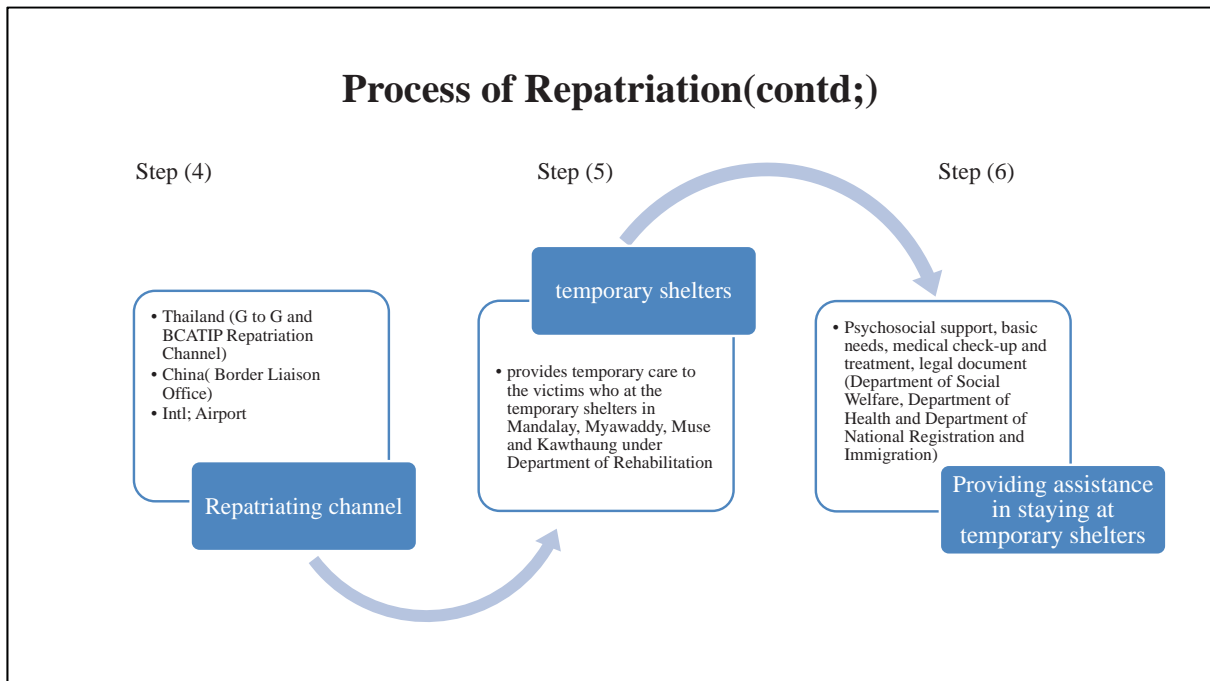 Process of Repatriation(contd;)
Step (4)
Step (5)
Step (6)
• Thailand (G to G and
BCATIP Repatriation
Channel)
• China( Border Liaison
Office)
• Intl; Airport
Repatriating channel
temporary shelters
• provides temporary care to
the victims who at the
temporary shelters in
Mandalay, Myawaddy, Muse
and Kawthaung under
Department of Rehabilitation
• Psychosocial support, basic
needs, medical check-up and
treatment, legal document
(Department of Social
Welfare, Department of
Health and Department of
National Registration and
Immigration)
Providing assistance
in staying at
temporary shelters